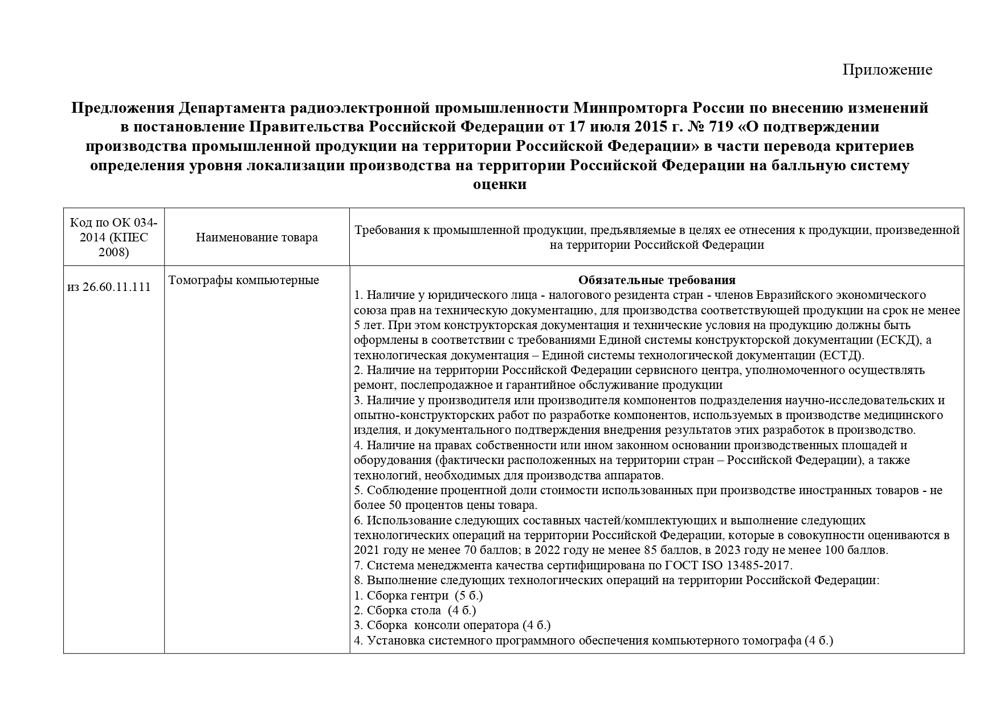 Приложение
Предложения Департамента радиоэлектронной промышленности Минпромторга России по внесению изменений
в постановление Правительства Российской Федерации от 17 июля 2015 г. № 719 «О подтверждении
производства промышленной продукции на территории Российской Федерации» в части перевода критериев
определения уровня локализации производства на территории Российской Федерации на балльную систему
оценки
Код по ОК 034-
2014 (КПЕС
2008)
Наименование товара
Требования к промышленной продукции, предъявляемые в целях ее отнесения к продукции, произведенной
на территории Российской Федерации
из 26.60.11.111
Томографы компьютерные
Обязательные требования
1. Наличие у юридического лица - налогового резидента стран - членов Евразийского экономического
союза прав на техническую документацию, для производства соответствующей продукции на срок не менее
5 лет. При этом конструкторская документация и технические условия на продукцию должны быть
оформлены в соответствии с требованиями Единой системы конструкторской документации (ЕСКД), а
технологическая документация – Единой системы технологической документации (ЕСТД).
2. Наличие на территории Российской Федерации сервисного центра, уполномоченного осуществлять
ремонт, послепродажное и гарантийное обслуживание продукции
3. Наличие у производителя или производителя компонентов подразделения научно-исследовательских и
опытно-конструкторских работ по разработке компонентов, используемых в производстве медицинского
изделия, и документального подтверждения внедрения результатов этих разработок в производство.
4. Наличие на правах собственности или ином законном основании производственных площадей и
оборудования (фактически расположенных на территории стран – Российской Федерации), а также
технологий, необходимых для производства аппаратов.
5. Соблюдение процентной доли стоимости использованных при производстве иностранных товаров - не
более 50 процентов цены товара.
6. Использование следующих составных частей/комплектующих и выполнение следующих
технологических операций на территории Российской Федерации, которые в совокупности оцениваются в
2021 году не менее 70 баллов; в 2022 году не менее 85 баллов, в 2023 году не менее 100 баллов.
7. Система менеджмента качества сертифицирована по ГОСТ ISO 13485-2017.
8. Выполнение следующих технологических операций на территории Российской Федерации:
1. Сборка гентри (5 б.)
2. Сборка стола (4 б.)
3. Сборка консоли оператора (4 б.)
4. Установка системного программного обеспечения компьютерного томографа (4 б.)